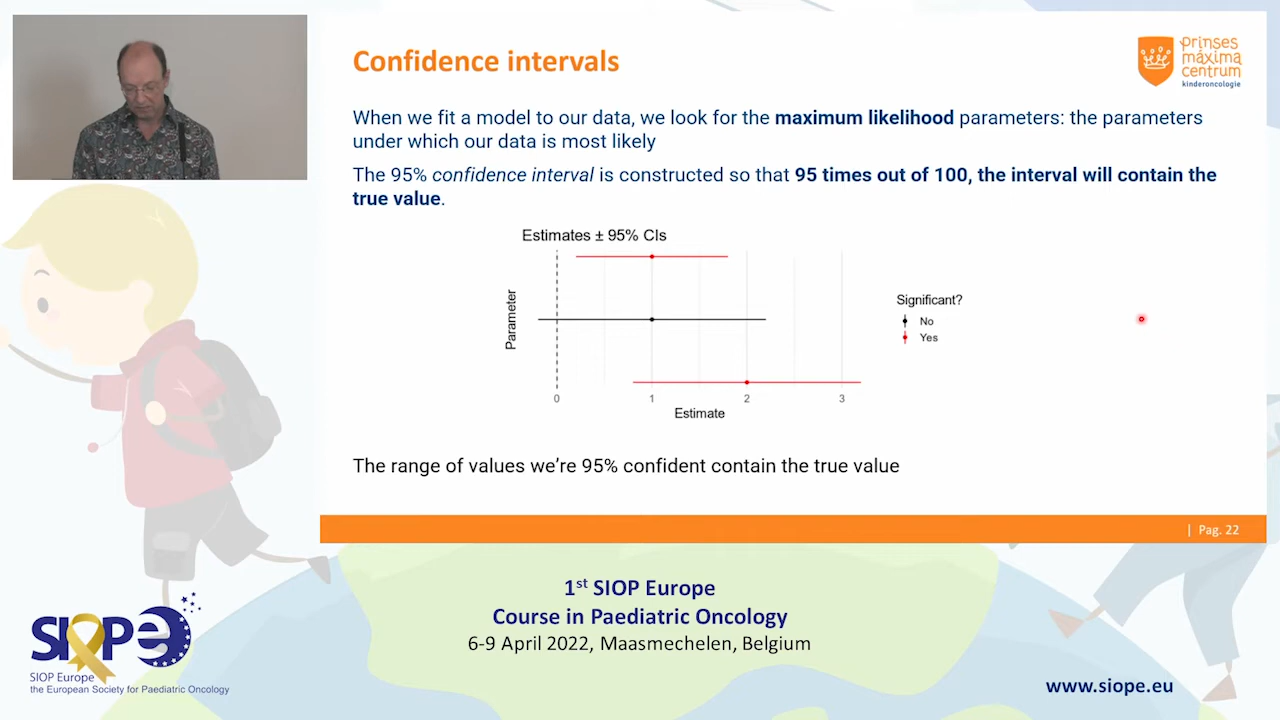 Confidence intervals
prinses
máxima
centrum
kinderoncologie
When we fit a model to our data, we look for the maximum likelihood parameters: the parameters
under which our data is most likely
The 95% confidence interval is constructed so that 95 times out of 100, the interval will contain the
true value.
Estimates ± 95% CIs
Parameter
0 1 2 3
Estimate
Significant?
No
Yes
The range of values we're 95% confident contain the true value
| Pag. 22
1st SIOP Europe
Course in Paediatric Oncology
6-9 April 2022, Maasmechelen, Belgium
SIOPe
SIOP Europe
the European Society for Paediatric Oncology
www.siope.eu